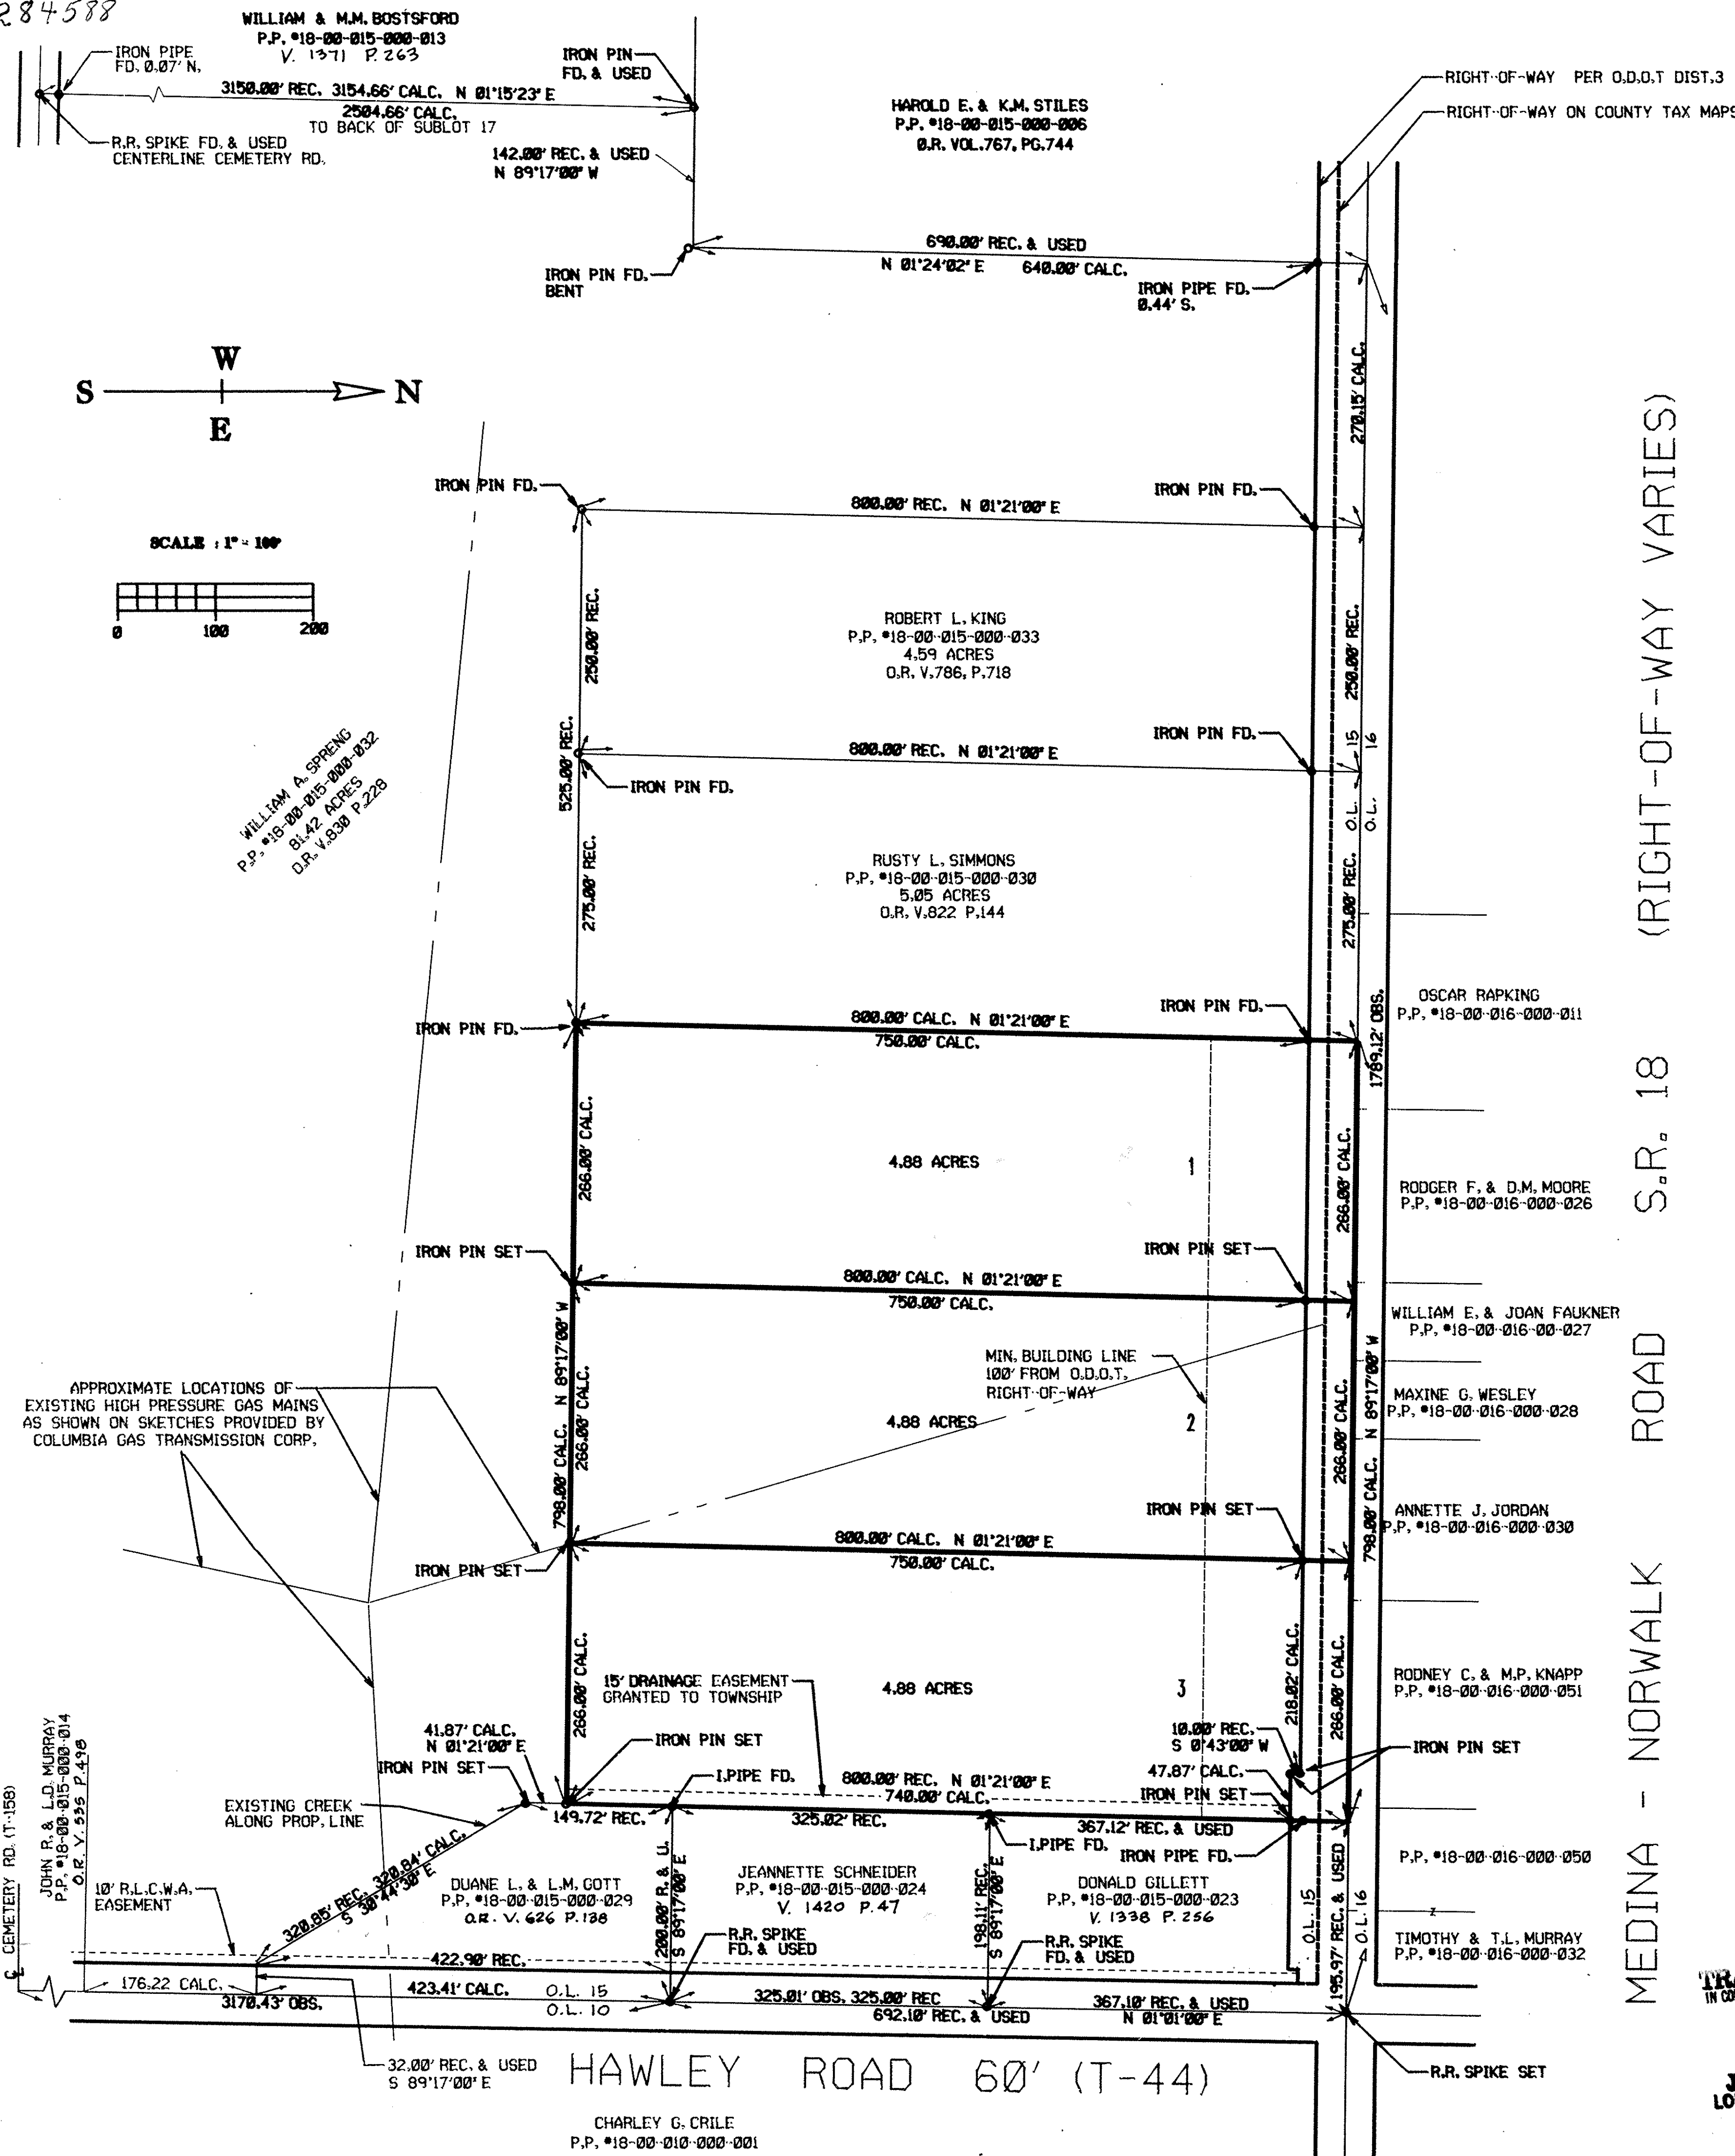 284588
WILLIAM & M.M. BOSTSFORD
P.P. #18-00-015-000-013
V. 1371 P. 263
IRON PIPE
FD. 0.07' N.
IRON PIN
FD. & USED
3150.00' REC. 3154.66' CALC. N 01°15'23" E
2504.66' CALC.
TO BACK OF SUBLOT 17
R.R. SPIKE FD. & USED
CENTERLINE CEMETERY RD.
142.00' REC. & USED
N 89°17'00" W
HAROLD E. & K.M. STILES
P.P. #18-00-015-000-006
O.R. VOL.767, PG.744
RIGHT-OF-WAY PER O.D.O.T DIST.3
RIGHT-OF-WAY ON COUNTY TAX MAPS
690.00' REC. & USED
N 01°24'02" E 640.00' CALC.
IRON PIN FD.
BENT
IRON PIPE FD.
0.44' S.
270.15' CALC.
W
S N
E
SCALE : 1" = 100'
0 100 200
IRON PIN FD.
800.00' REC. N 01°21'00" E
IRON PIN FD.
250.00' REC.
ROBERT L. KING
P.P. #18-00-015-000-033
4.59 ACRES
O.R. V.786, P.718
250.00' REC.
525.00' REC.
800.00' REC. N 01°21'00" E
IRON PIN FD.
IRON PIN FD.
O.L. 15
O.L. 16
WILLIAM A. SPRENG
P.P. #18-00-015-000-032
81.42 ACRES
O.R. V.830 P.228
275.00' REC.
RUSTY L. SIMMONS
P.P. #18-00-015-000-030
5.05 ACRES
O.R. V.822 P.144
275.00' REC.
OSCAR RAPKING
P.P. #18-00-016-000-011
1789.12' OBS.
IRON PIN FD.
800.00' CALC. N 01°21'00" E
750.00' CALC.
IRON PIN FD.
266.00' CALC.
4.88 ACRES
1
266.00' CALC.
RODGER F. & D.M. MOORE
P.P. #18-00-016-000-026
IRON PIN SET
800.00' CALC. N 01°21'00" E
750.00' CALC.
IRON PIN SET
WILLIAM E. & JOAN FAUKNER
P.P. #18-00-016-00-027
798.00' CALC. N 89°17'00" W
266.00' CALC.
MIN. BUILDING LINE
100' FROM O.D.O.T.
RIGHT-OF-WAY
4.88 ACRES
2
266.00' CALC.
798.00' CALC. N 89°17'00" W
MAXINE G. WESLEY
P.P. #18-00-016-000-028
APPROXIMATE LOCATIONS OF
EXISTING HIGH PRESSURE GAS MAINS
AS SHOWN ON SKETCHES PROVIDED BY
COLUMBIA GAS TRANSMISSION CORP.
ANNETTE J. JORDAN
P.P. #18-00-016-000-030
IRON PIN SET
800.00' CALC. N 01°21'00" E
750.00' CALC.
IRON PIN SET
266.00' CALC.
15' DRAINAGE EASEMENT
GRANTED TO TOWNSHIP
4.88 ACRES
3
218.02' CALC.
266.00' CALC.
RODNEY C. & M.P. KNAPP
P.P. #18-00-016-000-051
41.87' CALC.
N 01°21'00" E
IRON PIN SET
IRON PIN SET
I.PIPE FD.
800.00' REC. N 01°21'00" E
740.00' CALC.
10.00' REC.
S 0°43'00" W
47.87' CALC.
IRON PIN SET
IRON PIN SET
EXISTING CREEK
ALONG PROP. LINE
149.72' REC.
325.02' REC.
367.12' REC. & USED
I.PIPE FD.
IRON PIPE FD.
℄ CEMETERY RD. (T-158)
JOHN R. & L.D. MURRAY
P.P. #18-00-015-000-014
O.R. V. 535 P.498
10' R.L.C.W.A.
EASEMENT
320.85' REC. 320.84' CALC.
S 30°44'30" E
DUANE L. & L.M. GOTT
P.P. #18-00-015-000-029
O.R. V. 626 P. 138
200.00' R. & U.
S 89°17'00" E
JEANNETTE SCHNEIDER
P.P. #18-00-015-000-024
V. 1420 P. 47
198.11' REC.
S 89°17'00" E
DONALD GILLETT
P.P. #18-00-015-000-023
V. 1338 P. 256
O.L. 15
195.97' REC. & USED
O.L. 16
P.P. #18-00-016-000-050
TIMOTHY & T.L. MURRAY
P.P. #18-00-016-000-032
R.R. SPIKE
FD. & USED
R.R. SPIKE
FD. & USED
422.90' REC.
176.22 CALC.
3170.43' OBS.
423.41' CALC.
O.L. 15
O.L. 10
325.01' OBS. 325.00' REC
692.10' REC. & USED
367.10' REC. & USED
N 01°01'00" E
32.00' REC. & USED
S 89°17'00" E
HAWLEY ROAD 60' (T-44)
R.R. SPIKE SET
CHARLEY G. CRILE
P.P. #18-00-010-000-001
MEDINA - NORWALK ROAD S.R. 18 (RIGHT-OF-WAY VARIES)